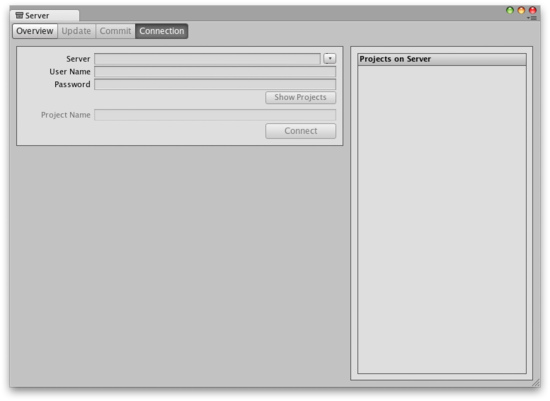 Server
Overview Update Commit Connection
Server
User Name
Password
Show Projects
Project Name
Connect
Projects on Server